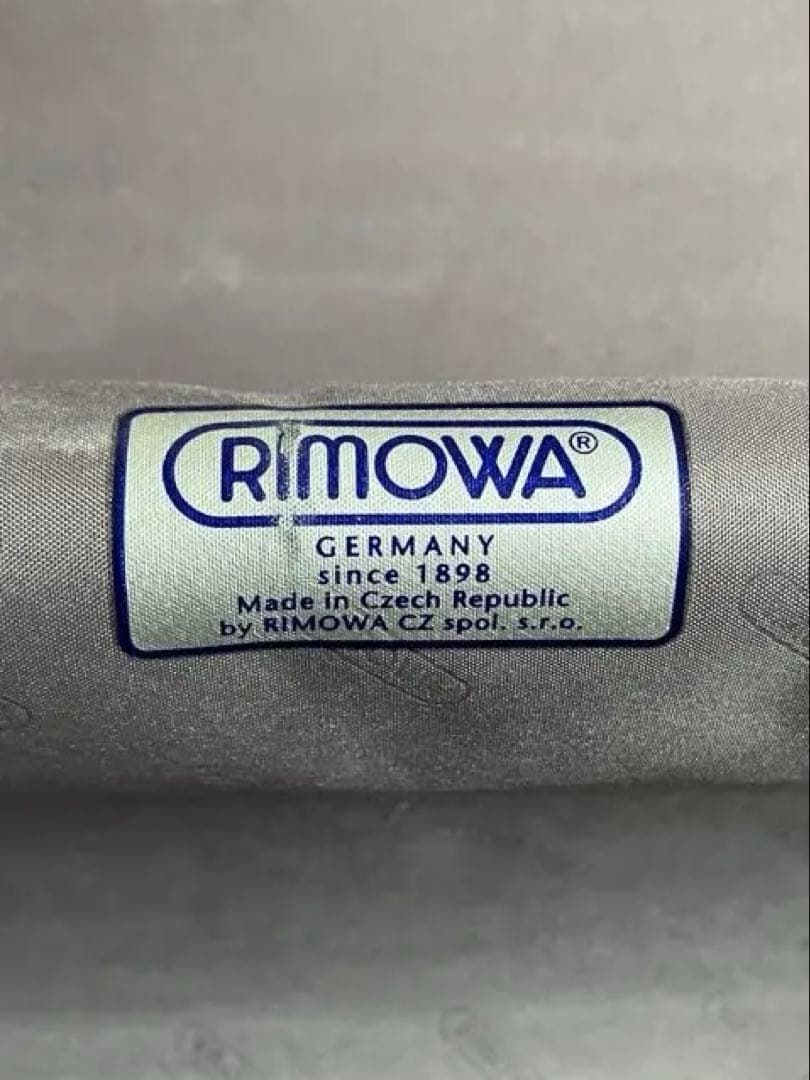 RIMOWA®
GERMANY
since 1898
Made in Czech Republic
by RIMOWA CZ spol. s.r.o.